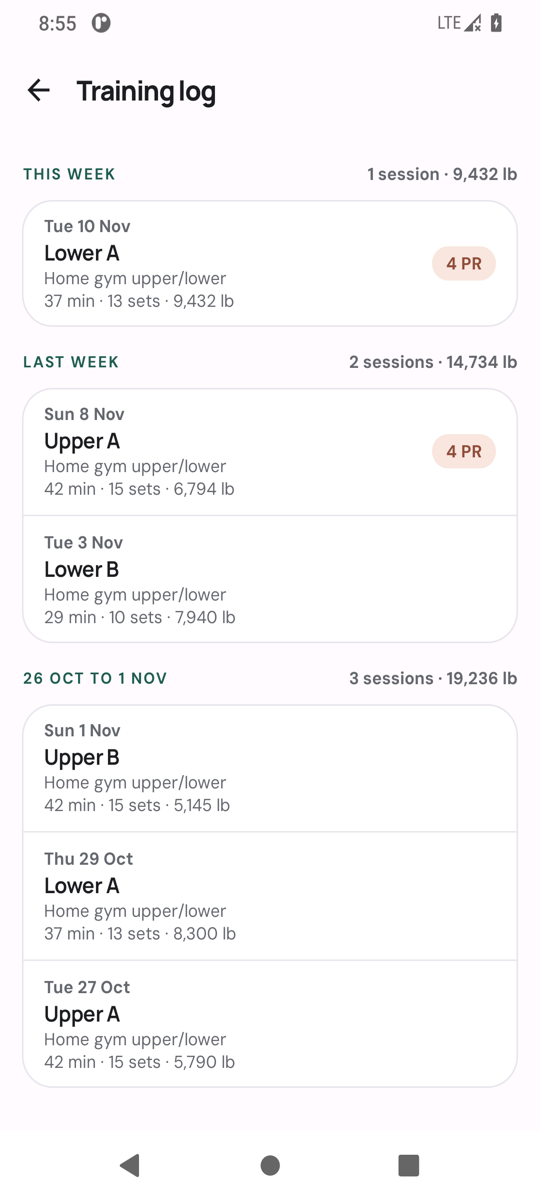 8:55
LTE
Training log
THIS WEEK
1 session · 9,432 lb
Tue 10 Nov
Lower A
Home gym upper/lower
37 min · 13 sets · 9,432 lb
4 PR
LAST WEEK
2 sessions · 14,734 lb
Sun 8 Nov
Upper A
Home gym upper/lower
42 min · 15 sets · 6,794 lb
4 PR
Tue 3 Nov
Lower B
Home gym upper/lower
29 min · 10 sets · 7,940 lb
26 OCT TO 1 NOV
3 sessions · 19,236 lb
Sun 1 Nov
Upper B
Home gym upper/lower
42 min · 15 sets · 5,145 lb
Thu 29 Oct
Lower A
Home gym upper/lower
37 min · 13 sets · 8,300 lb
Tue 27 Oct
Upper A
Home gym upper/lower
42 min · 15 sets · 5,790 lb